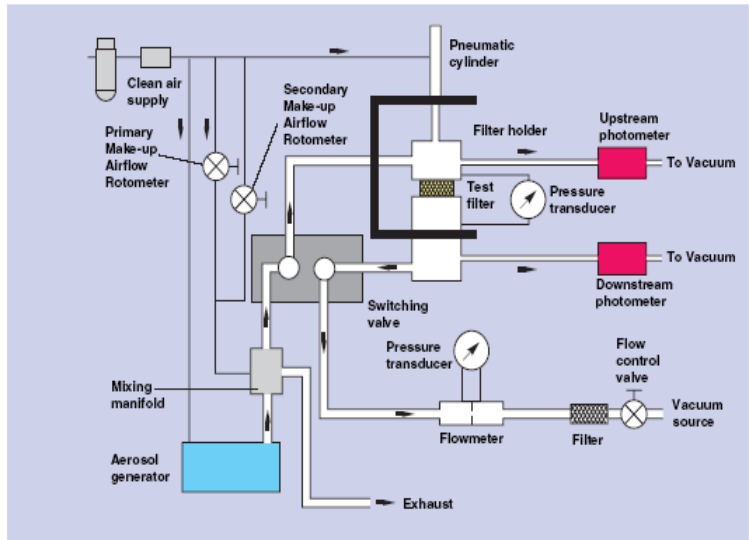 Pneumatic
cylinder
Clean air
supply
Secondary
Make-up
Airflow
Rotometer
Primary
Make-up
Airflow
Rotometer
Filter holder
Upstream
photometer
To Vacuum
Test
filter
Pressure
transducer
To Vacuum
Downstream
photometer
Switching
valve
Pressure
transducer
Flow
control
valve
Mixing
manifold
Vacuum
source
Flowmeter
Filter
Aerosol
generator
Exhaust